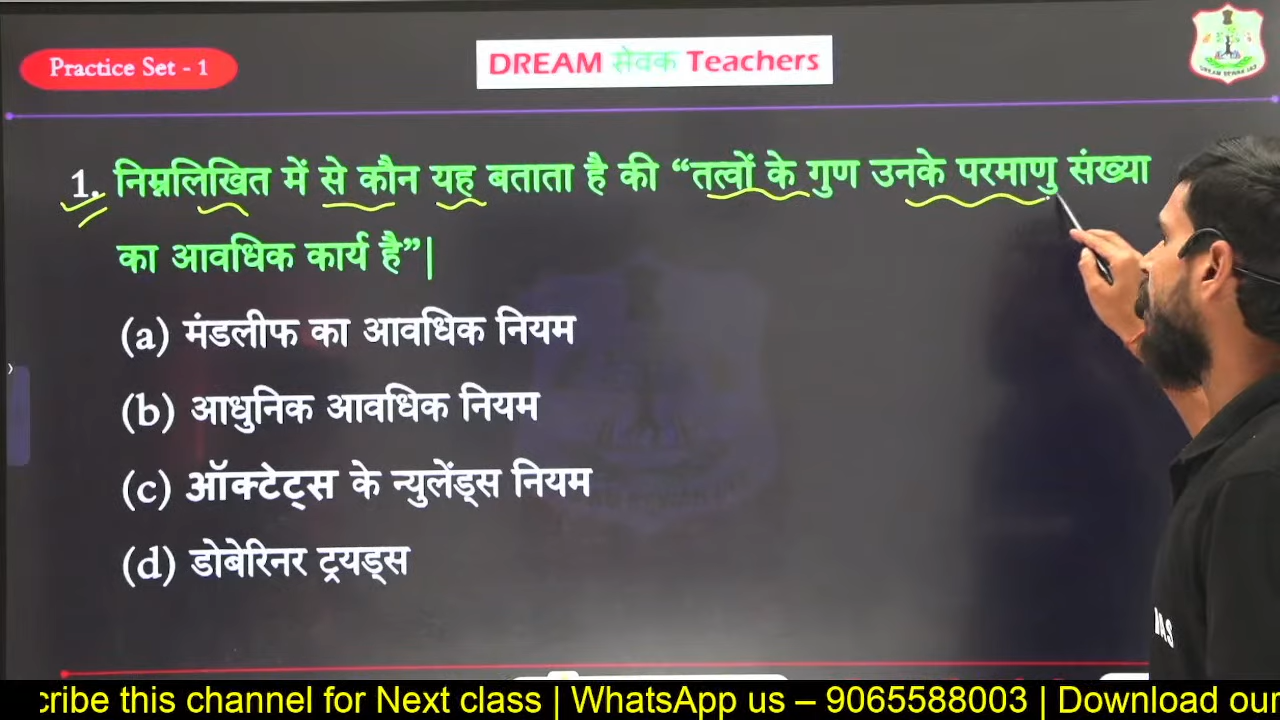 Practice Set - 1
DREAM सेवक Teachers
1. निम्नलिखित में से कौन यह बताता है की “तत्वों के गुण उनके परमाणु संख्या
का आवधिक कार्य है”|
(a) मंडलीफ का आवधिक नियम
(b) आधुनिक आवधिक नियम
(c) ऑक्टेट्स के न्युलेंड्स नियम
(d) डोबेरिनर ट्रयड्स
cribe this channel for Next class | WhatsApp us – 9065588003 | Download our